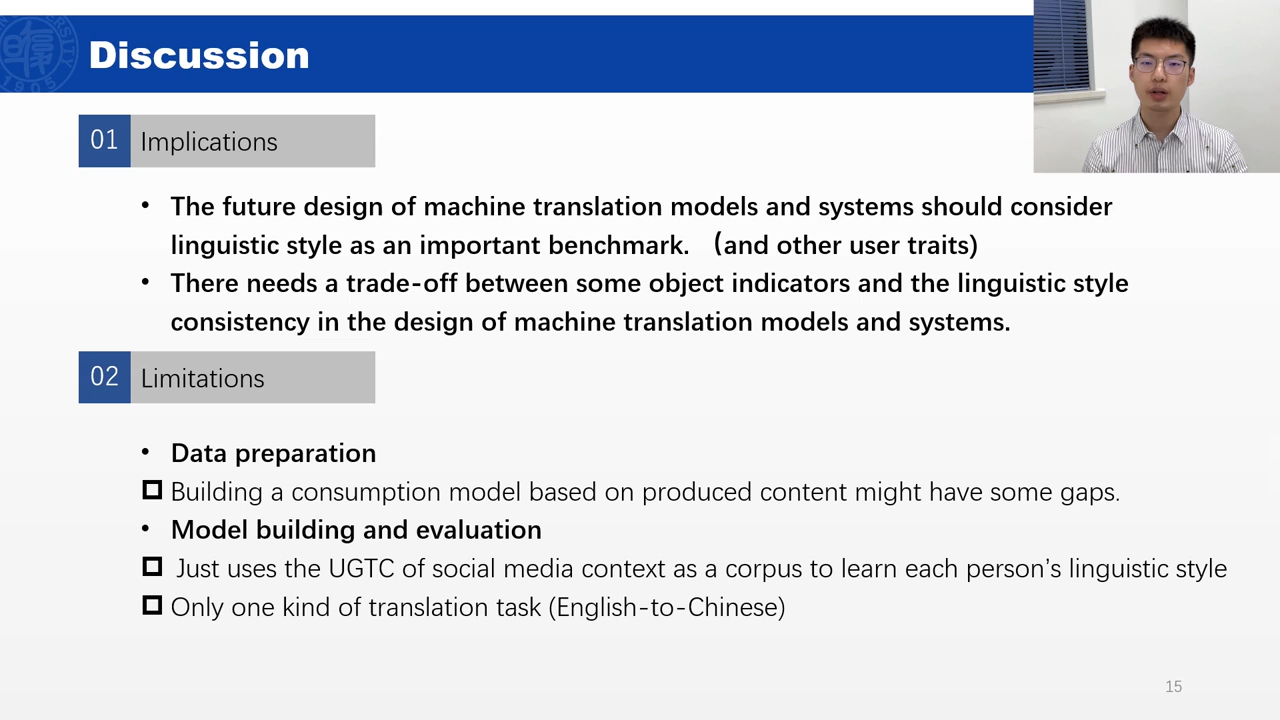 Discussion
01 Implications
• The future design of machine translation models and systems should consider
linguistic style as an important benchmark. （and other user traits)
• There needs a trade-off between some object indicators and the linguistic style
consistency in the design of machine translation models and systems.
02 Limitations
• Data preparation
Building a consumption model based on produced content might have some gaps.
• Model building and evaluation
Just uses the UGTC of social media context as a corpus to learn each person’s linguistic style
Only one kind of translation task (English-to-Chinese)
15
1905